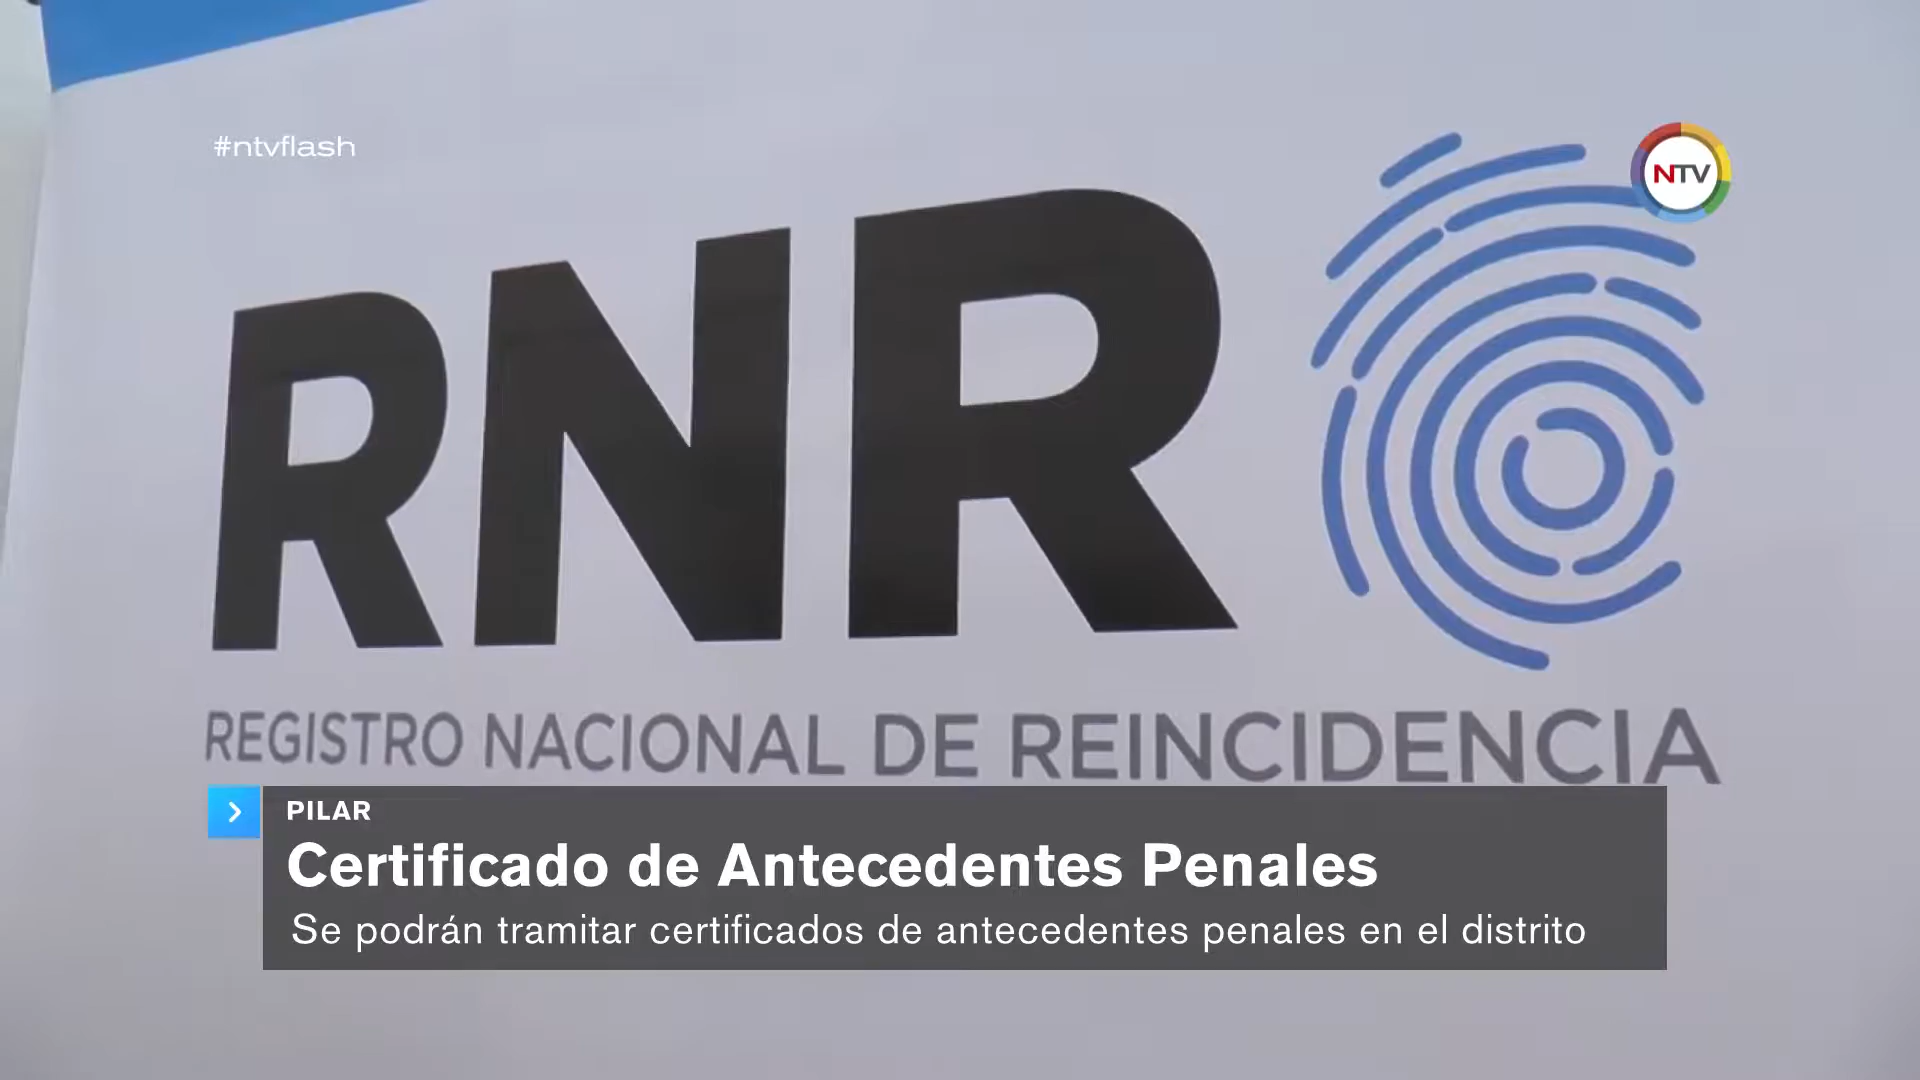 #ntvflash
NTV
RNR
REGISTRO NACIONAL DE REINCIDENCIA
PILAR
Certificado de Antecedentes Penales
Se podrán tramitar certificados de antecedentes penales en el distrito